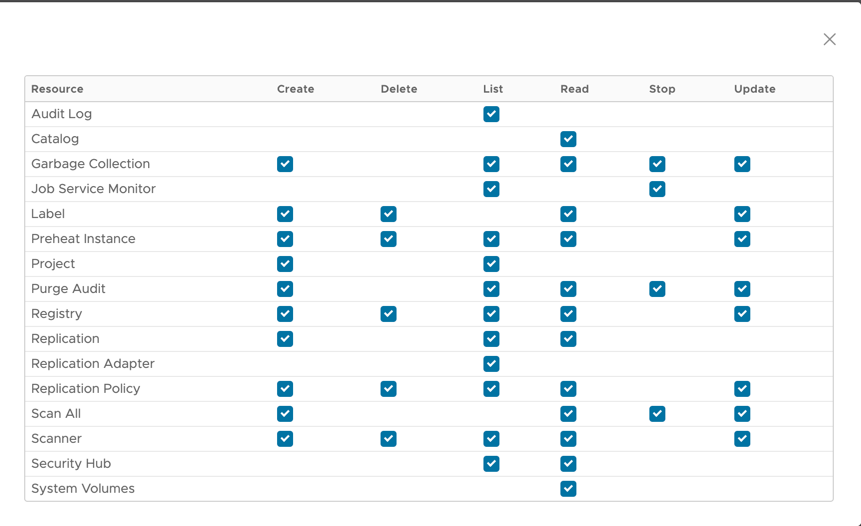 Resource Create Delete List Read Stop Update
Audit Log
Catalog
Garbage Collection
Job Service Monitor
Label
Preheat Instance
Project
Purge Audit
Registry
Replication
Replication Adapter
Replication Policy
Scan All
Scanner
Security Hub
System Volumes